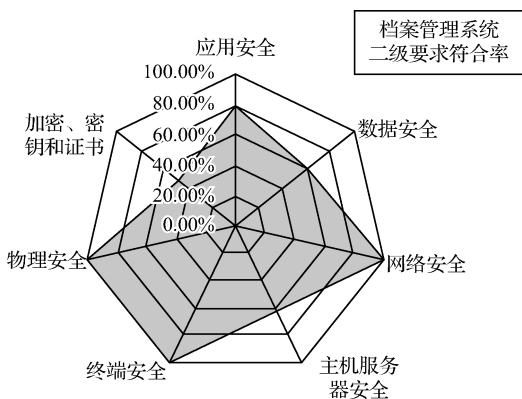 档案管理系统
二级要求符合率
应用安全
100.00%
80.00%
60.00%
40.00%
20.00%
0.00%
数据安全
网络安全
主机服务
器安全
终端安全
物理安全
加密、密
钥和证书